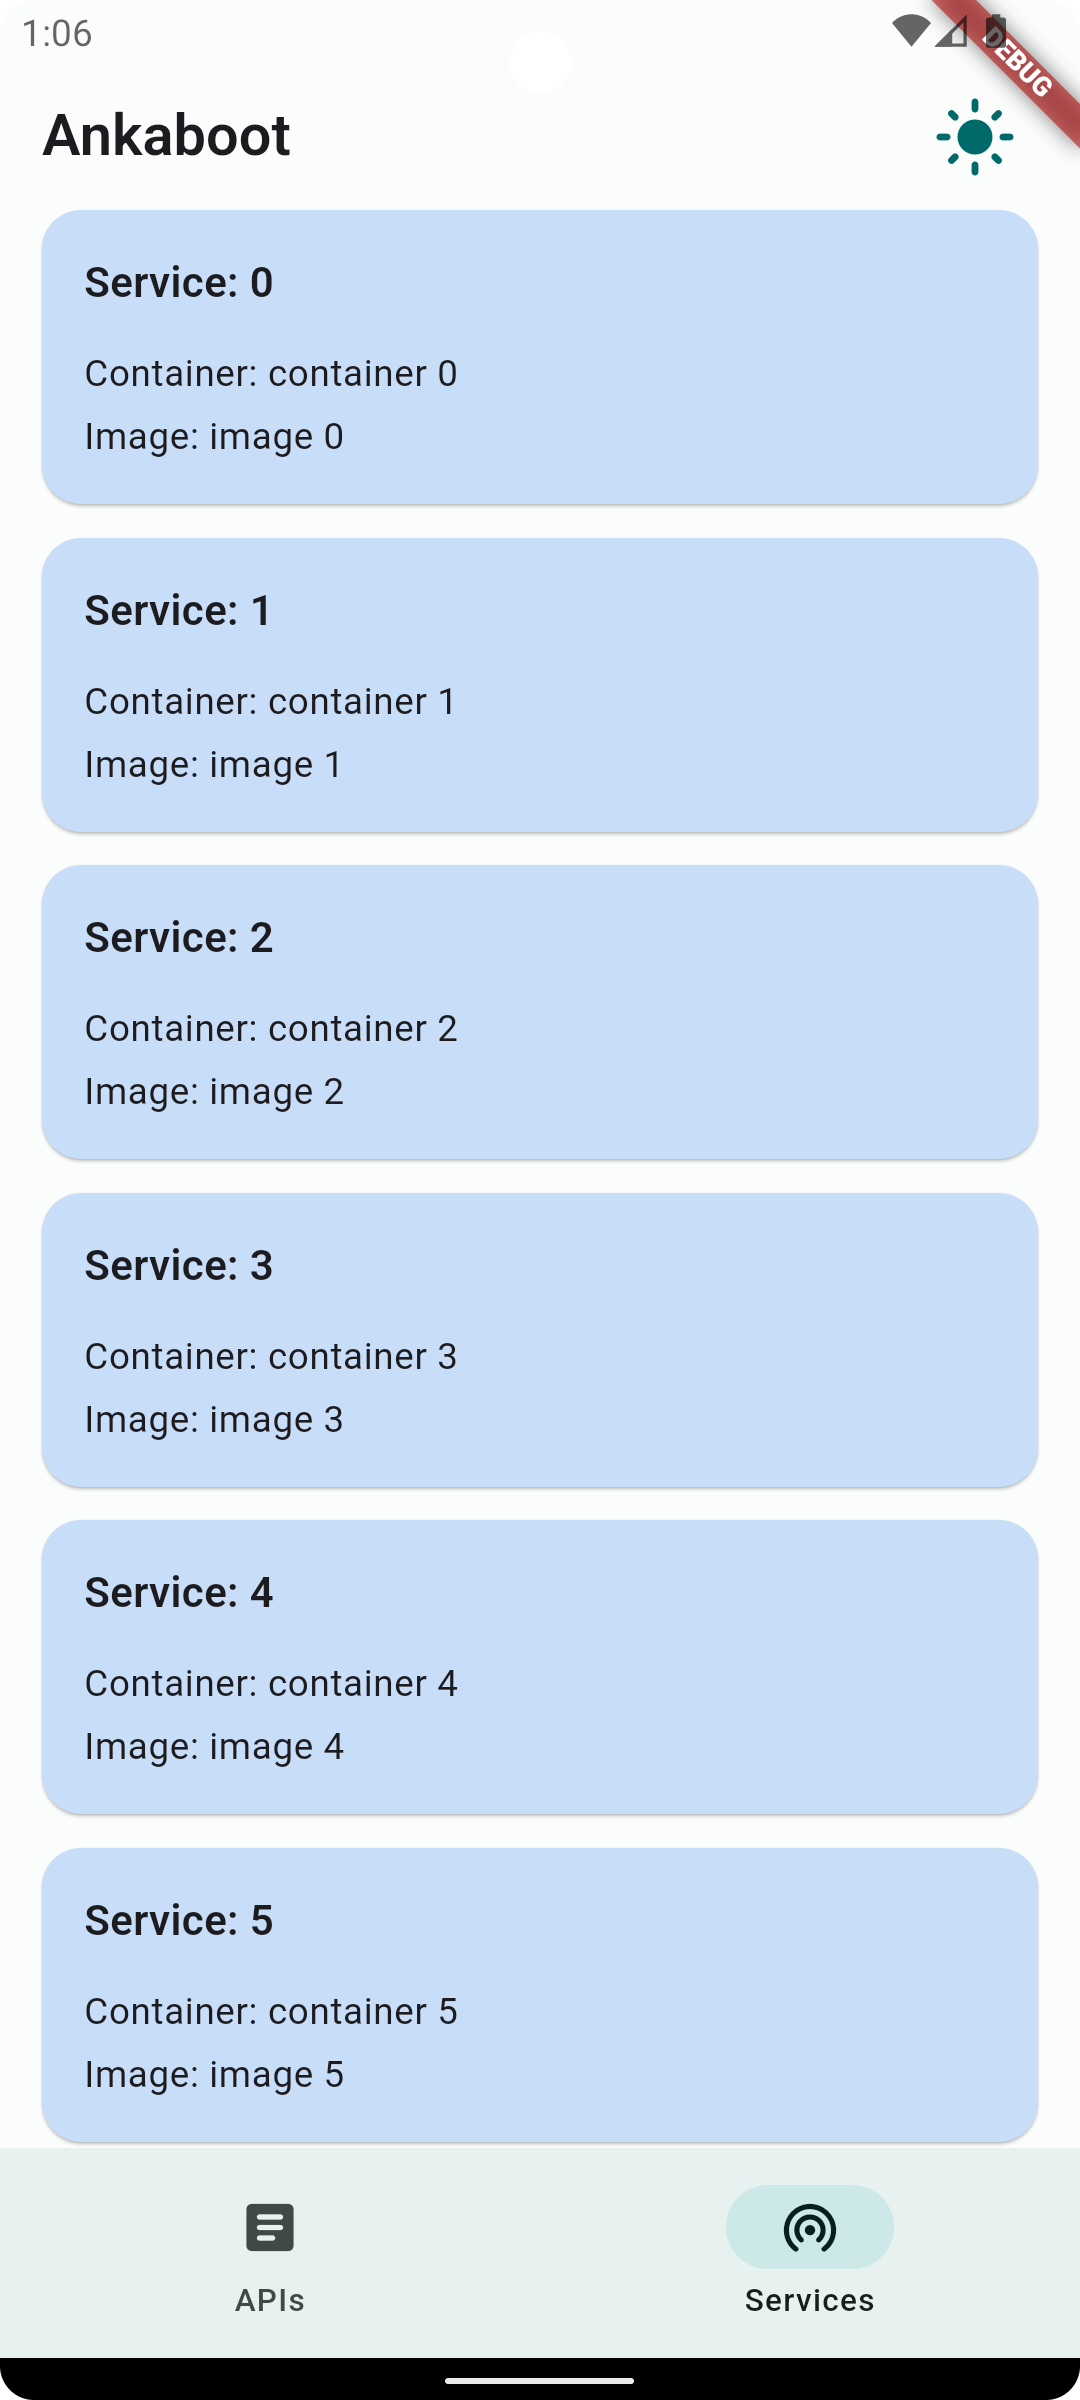 1:06
DEBUG
Ankaboot
Service: 0
Container: container 0
Image: image 0
Service: 1
Container: container 1
Image: image 1
Service: 2
Container: container 2
Image: image 2
Service: 3
Container: container 3
Image: image 3
Service: 4
Container: container 4
Image: image 4
Service: 5
Container: container 5
Image: image 5
APIs
Services